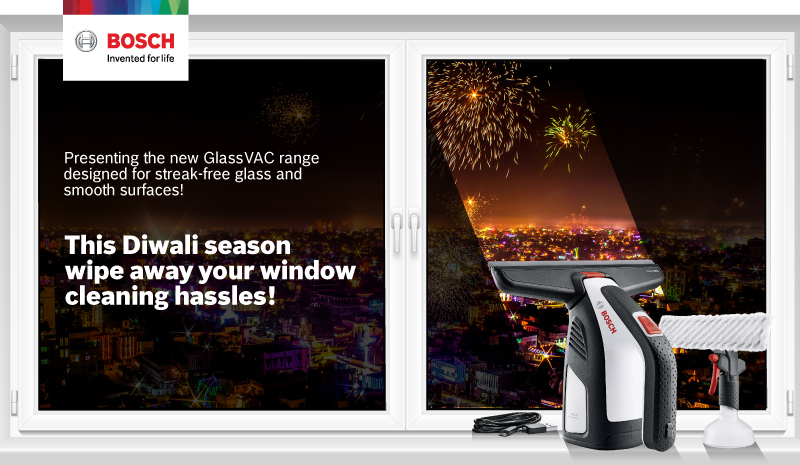 BOSCH
Invented for life
Presenting the new GlassVAC range
designed for streak-free glass and
smooth surfaces!
This Diwali season
wipe away your window
cleaning hassles!
BOSCH